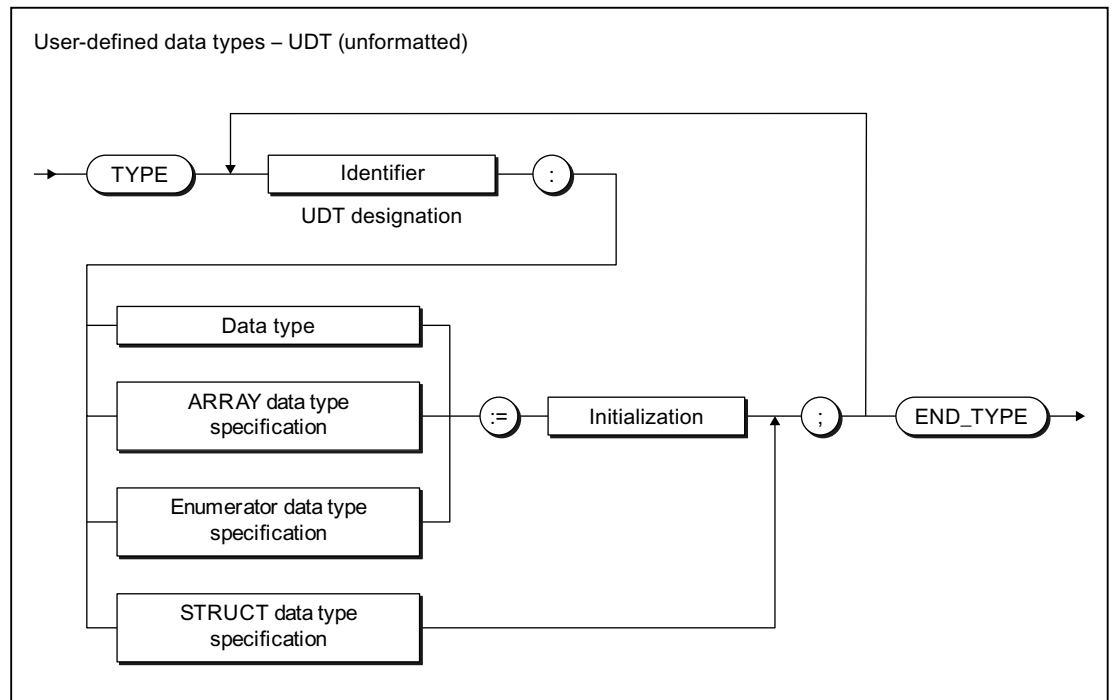 User-defined data types – UDT (unformatted)
TYPE
Identifier
:
UDT designation
Data type
ARRAY data type
specification
:=
Initialization
;
END_TYPE
Enumerator data type
specification
STRUCT data type
specification